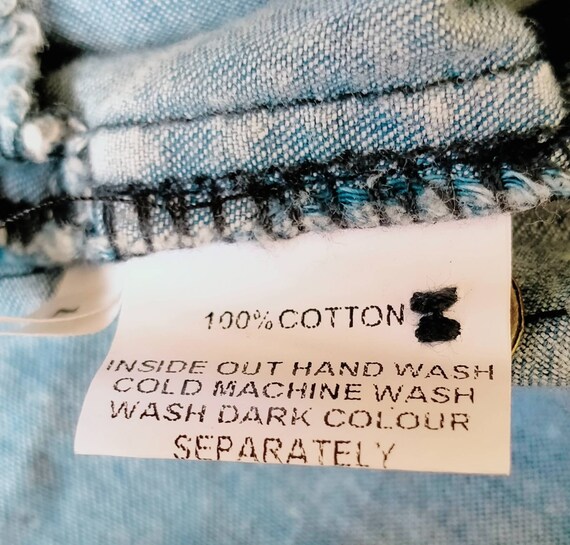 100% COTTON
INSIDE OUT HAND WASH
COLD MACHINE WASH
WASH DARK COLOUR
SEPARATELY